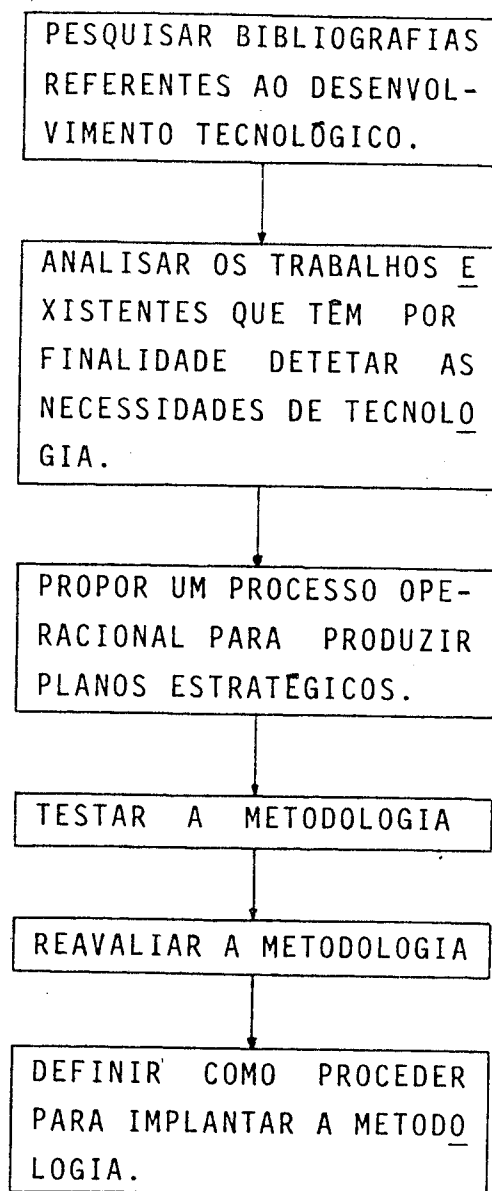 PESQUISAR BIBLIOGRAFIAS
REFERENTES AO DESENVOL-
VIMENTO TECNOLÓGICO.
ANALISAR OS TRABALHOS E
XISTENTES QUE TÊM POR
FINALIDADE DETETAR AS
NECESSIDADES DE TECNOLO
GIA.
PROPOR UM PROCESSO OPE-
RACIONAL PARA PRODUZIR
PLANOS ESTRATÉGICOS.
TESTAR A METODOLOGIA
REAVALIAR A METODOLOGIA
DEFINIR COMO PROCEDER
PARA IMPLANTAR A METODO
LOGIA.